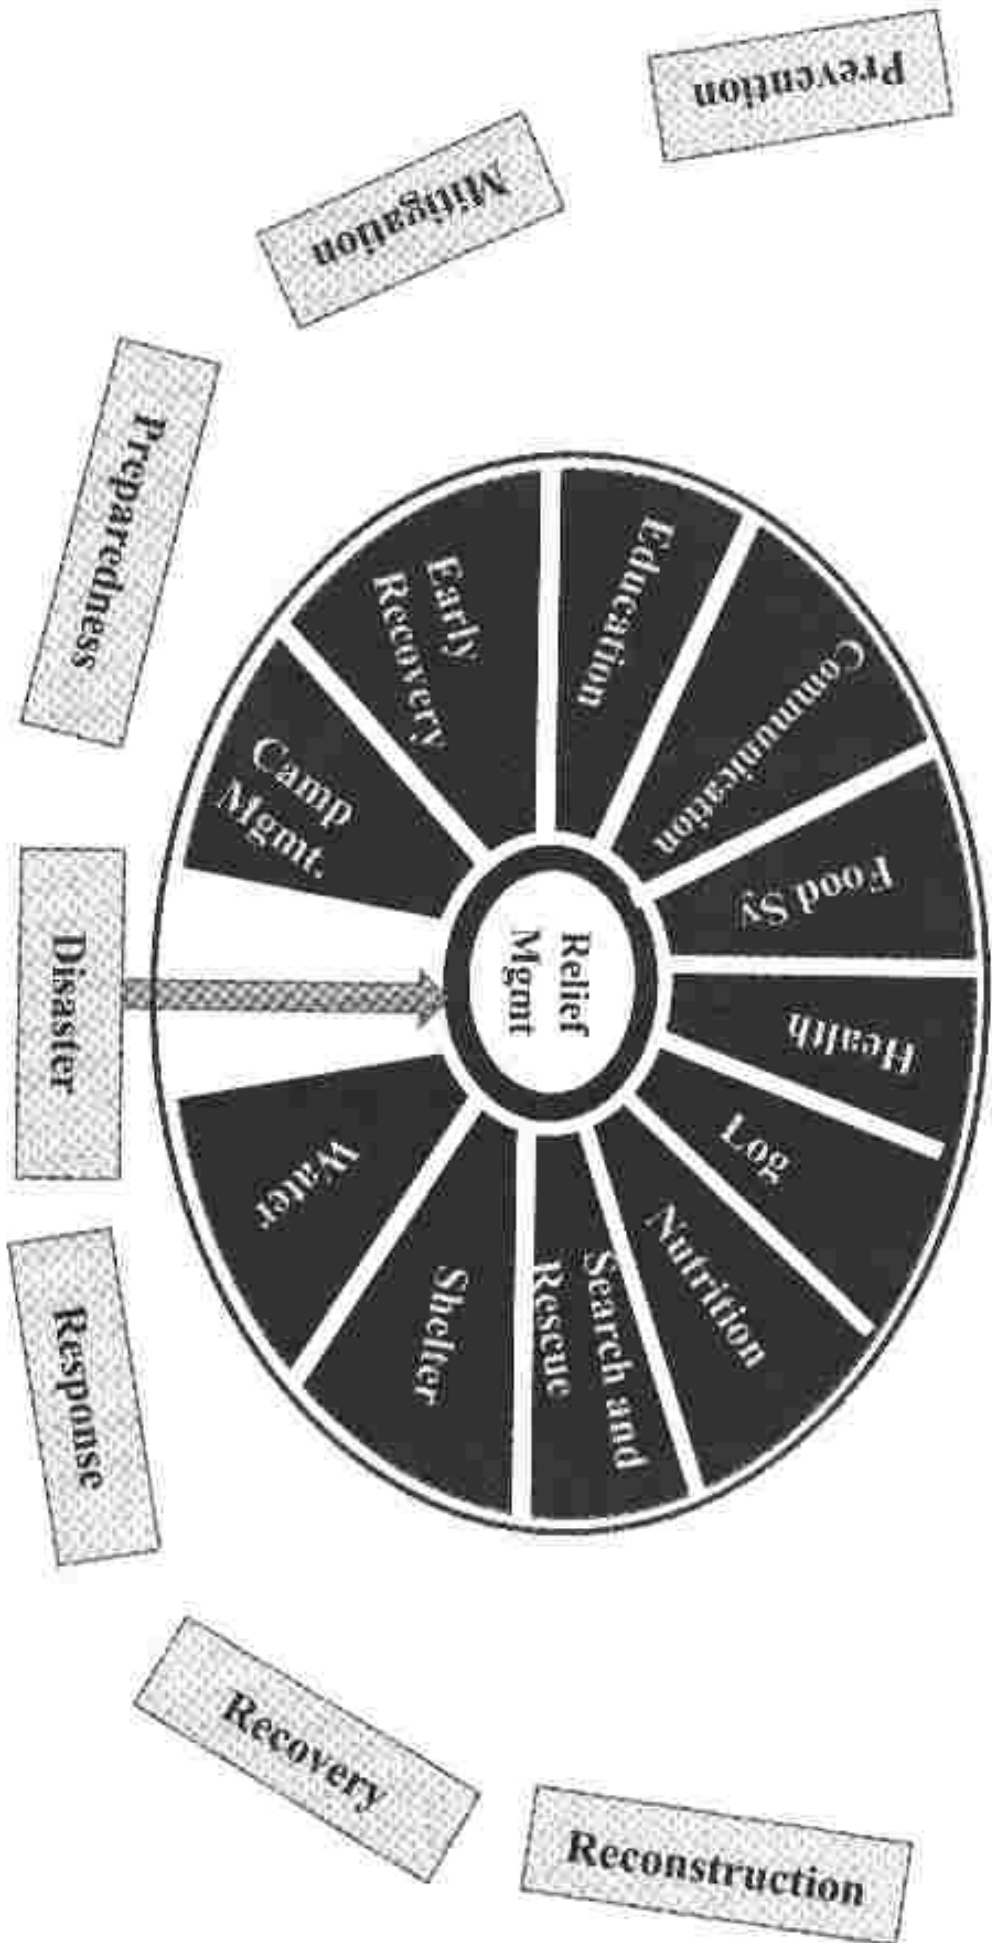 Prevention
Mitigation
Preparedness
Disaster
Response
Recovery
Reconstruction
Relief
Mgmt
Camp
Mgmt.
Early
Recovery
Education
Communication
Food Sy
Health
Log
Nutrition
Search and
Rescue
Shelter
Water